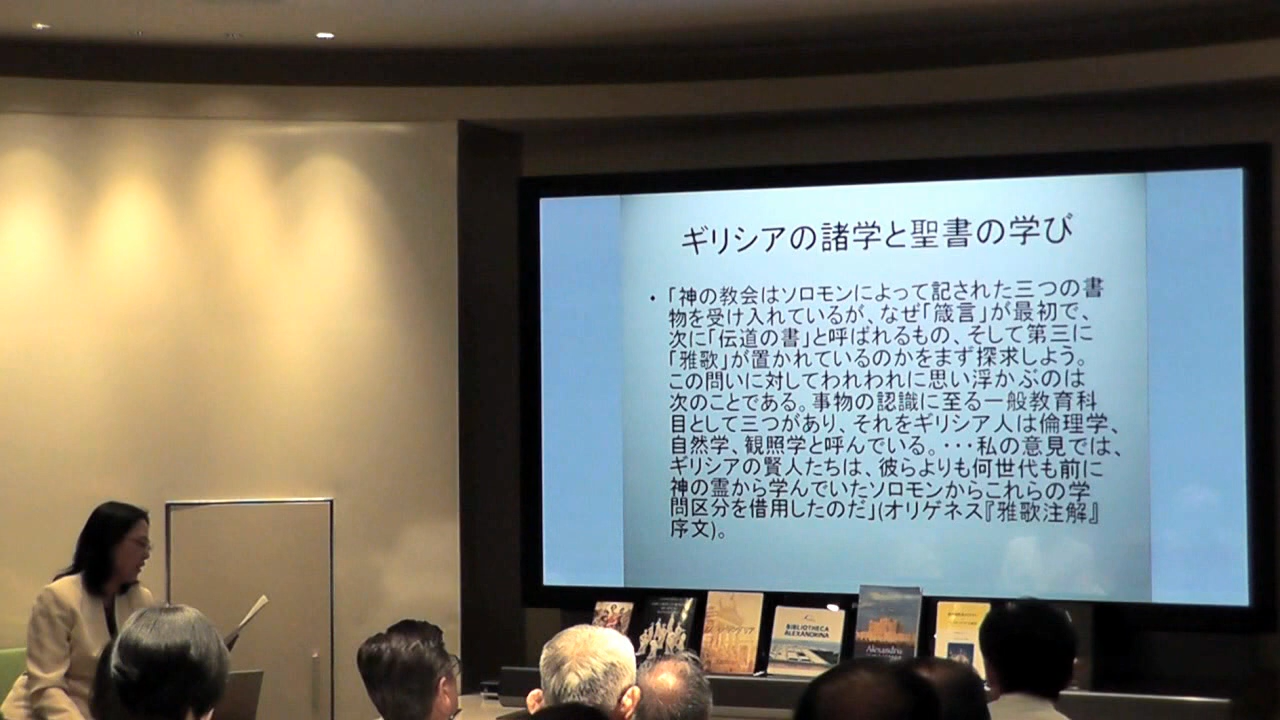 ギリシアの諸学と聖書の学び
・「神の教会はソロモンによって記された三つの書
物を受け入れているが、なぜ「箴言」が最初で、
次に「伝道の書」と呼ばれるもの、そして第三に
「雅歌」が置かれているのかをまず探求しよう。
この問いに対してわれわれに思い浮かぶのは
次のことである。事物の認識に至る一般教育科
目として三つがあり、それをギリシア人は倫理学、
自然学、観照学と呼んでいる。・・・私の意見では、
ギリシアの賢人たちは、彼らよりも何世代も前に
神の霊から学んでいたソロモンからこれらの学
問区分を借用したのだ」(オリゲネス『雅歌注解』
序文)。
BIBLIOTHECA
ALEXANDRINA
Alexandria